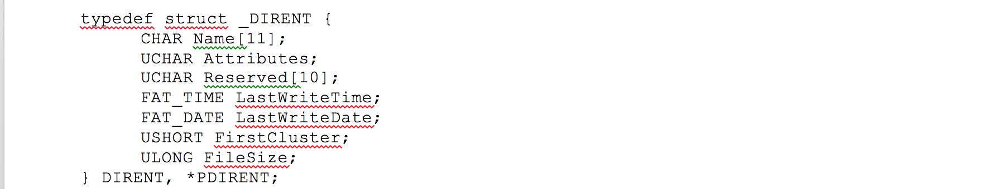 typedef struct _DIRENT {
CHAR Name[11];
UCHAR Attributes;
UCHAR Reserved[10];
FAT_TIME LastWriteTime;
FAT_DATE LastWriteDate;
USHORT FirstCluster;
ULONG FileSize;
} DIRENT, *PDIRENT;